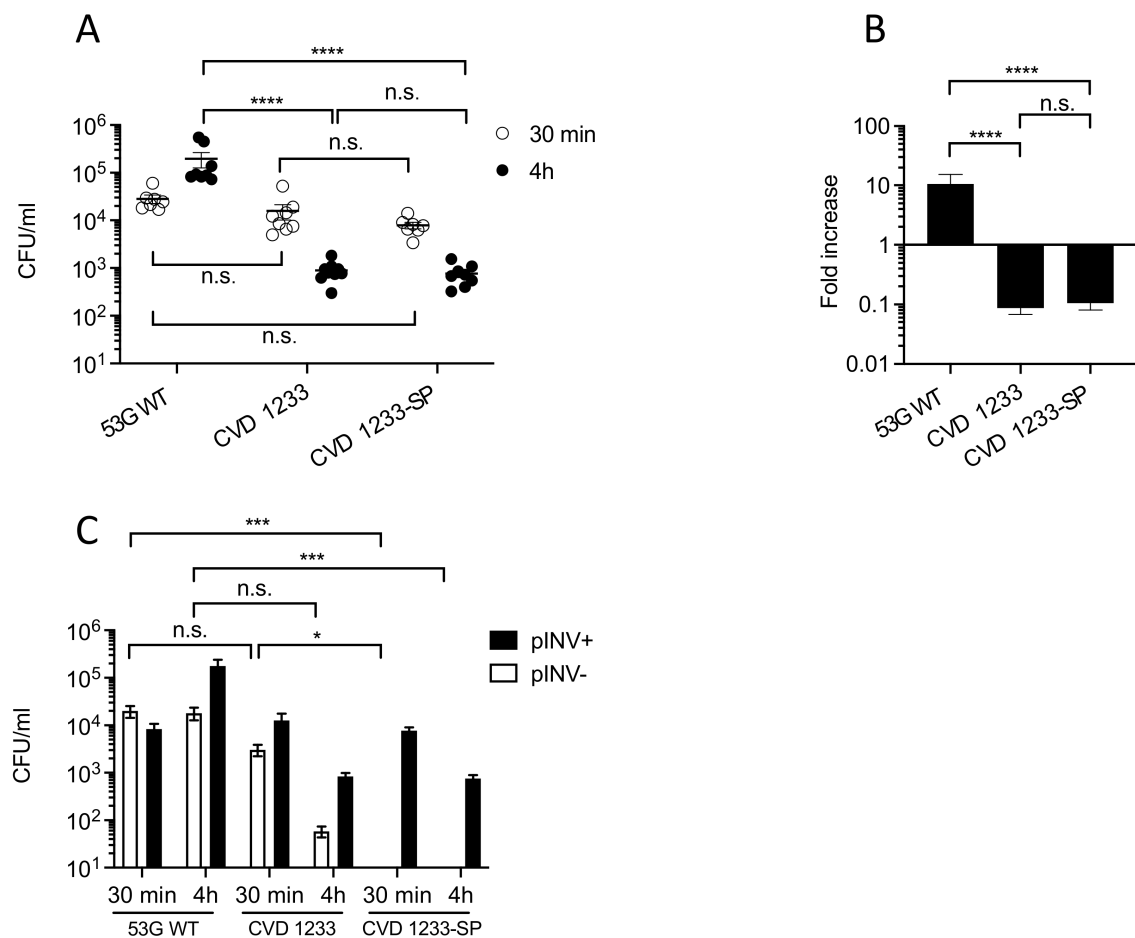 A
****
****
n.s.
n.s.
30 min
4h
10⁶
10⁵
10⁴
10³
10²
10¹
CFU/ml
n.s.
n.s.
53G WT
CVD 1233
CVD 1233-SP
B
****
n.s.
****
100
10
1
0.1
0.01
Fold increase
53G WT
CVD 1233
CVD 1233-SP
C
***
***
n.s.
n.s.
*
pINV+
pINV-
10⁶
10⁵
10⁴
10³
10²
10¹
CFU/ml
30 min 4h 30 min 4h 30 min 4h
53G WT CVD 1233 CVD 1233-SP